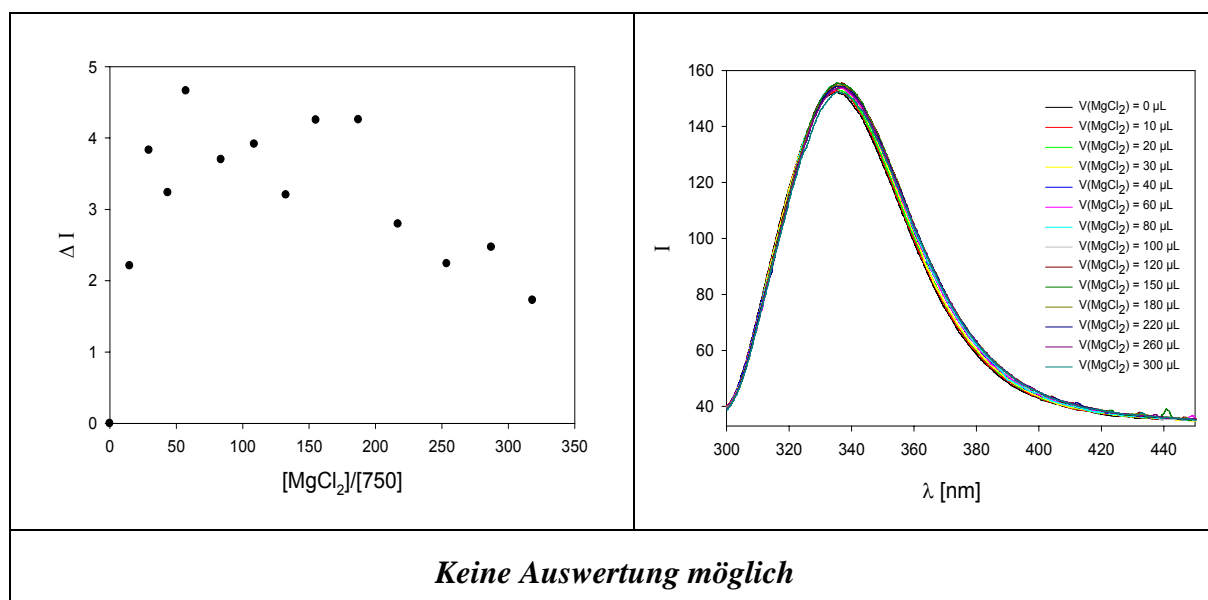 5
4
3
2
1
0
Δ I
0 50 100 150 200 250 300 350
[MgCl2]/[750]
160
140
120
100
80
60
40
I
300 320 340 360 380 400 420 440
λ [nm]
V(MgCl2) = 0 µL
V(MgCl2) = 10 µL
V(MgCl2) = 20 µL
V(MgCl2) = 30 µL
V(MgCl2) = 40 µL
V(MgCl2) = 60 µL
V(MgCl2) = 80 µL
V(MgCl2) = 100 µL
V(MgCl2) = 120 µL
V(MgCl2) = 150 µL
V(MgCl2) = 180 µL
V(MgCl2) = 220 µL
V(MgCl2) = 260 µL
V(MgCl2) = 300 µL
Keine Auswertung möglich